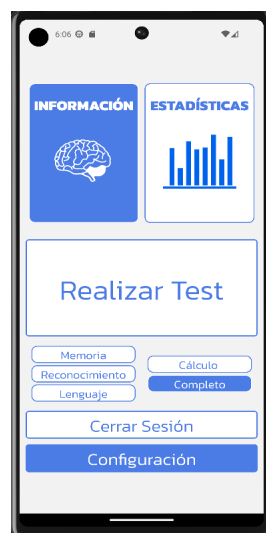 6:06
INFORMACIÓN
ESTADÍSTICAS
Realizar Test
Memoria
Reconocimiento
Lenguaje
Cálculo
Completo
Cerrar Sesión
Configuración